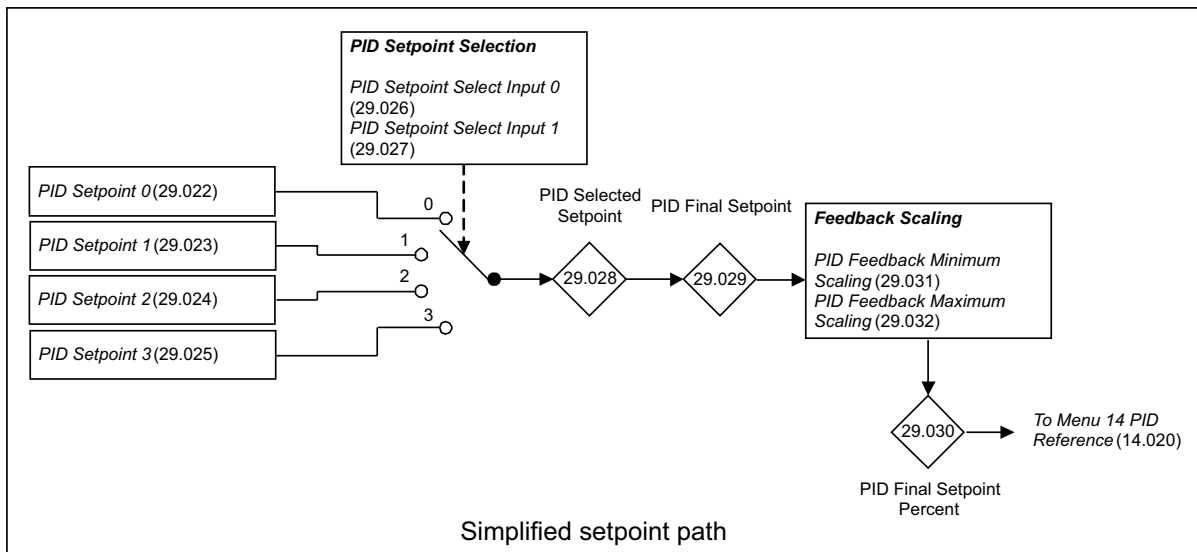 PID Setpoint Selection
PID Setpoint Select Input 0
(29.026)
PID Setpoint Select Input 1
(29.027)
PID Setpoint 0 (29.022)
PID Setpoint 1 (29.023)
PID Setpoint 2 (29.024)
PID Setpoint 3 (29.025)
0
1
2
3
PID Selected
Setpoint
29.028
PID Final Setpoint
29.029
Feedback Scaling
PID Feedback Minimum
Scaling (29.031)
PID Feedback Maximum
Scaling (29.032)
29.030
To Menu 14 PID
Reference (14.020)
PID Final Setpoint
Percent
Simplified setpoint path